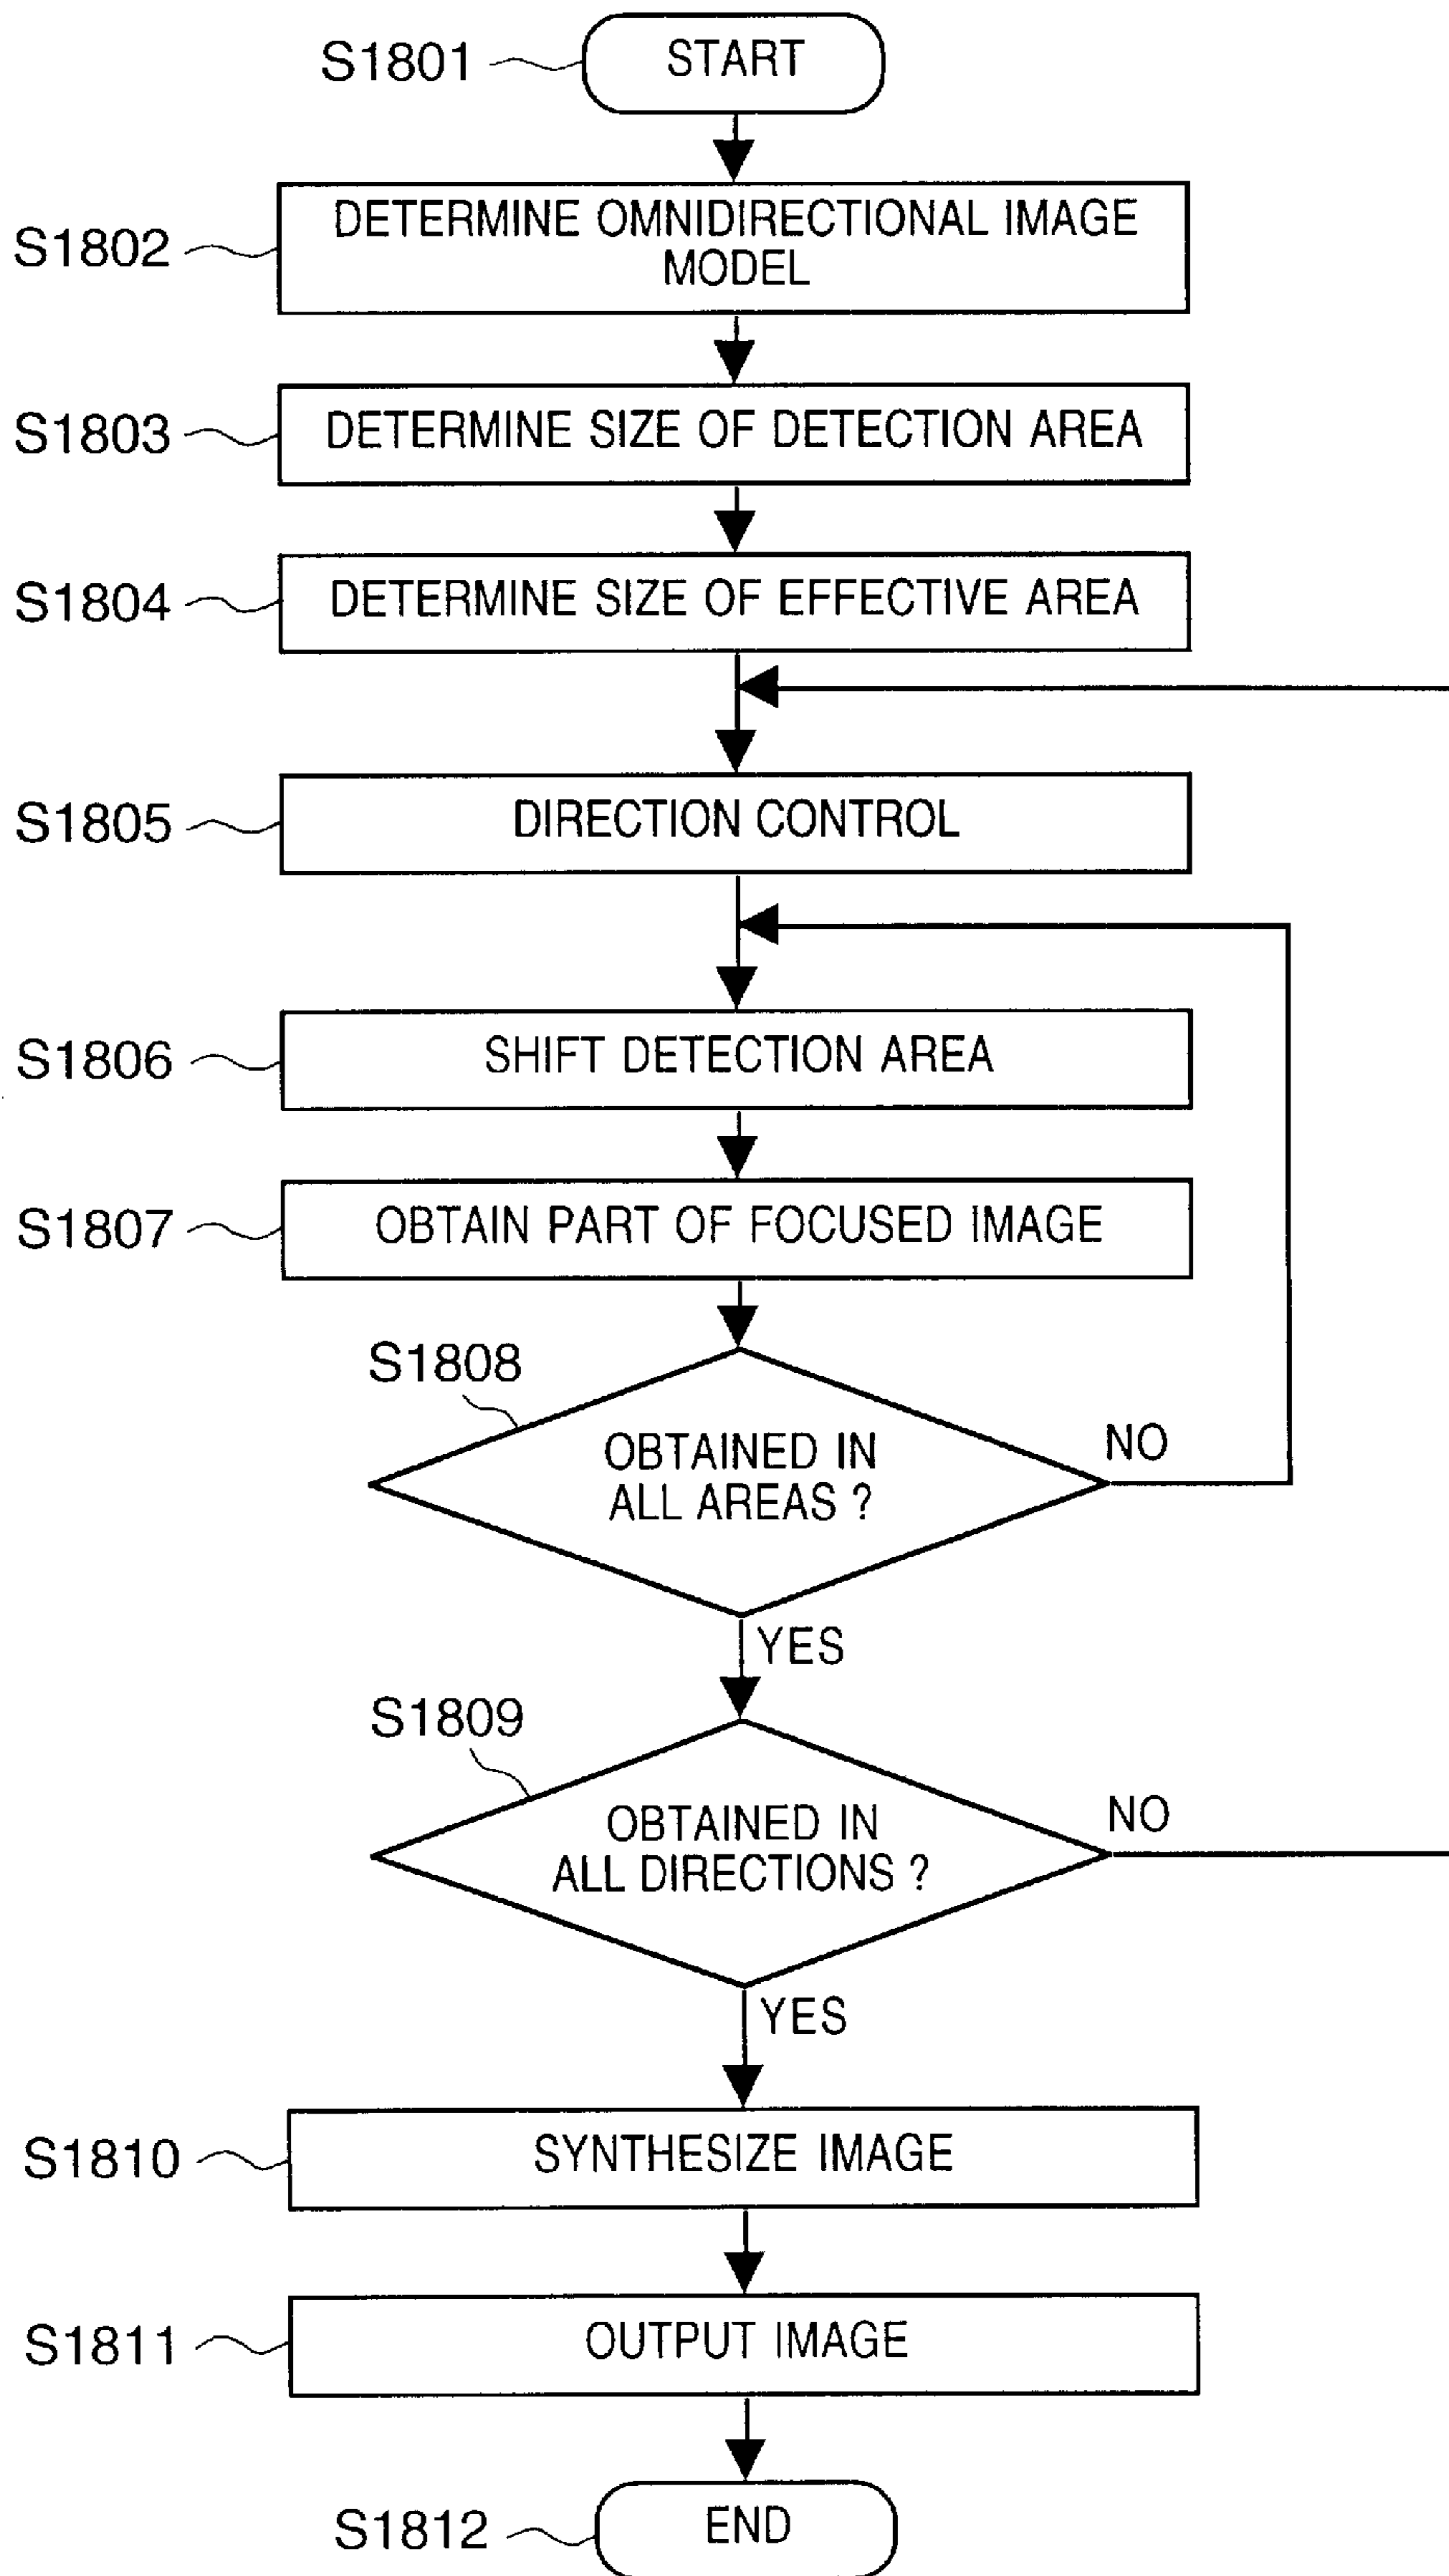 S1801
START
S1802
DETERMINE OMNIDIRECTIONAL IMAGE
MODEL
S1803
DETERMINE SIZE OF DETECTION AREA
S1804
DETERMINE SIZE OF EFFECTIVE AREA
S1805
DIRECTION CONTROL
S1806
SHIFT DETECTION AREA
S1807
OBTAIN PART OF FOCUSED IMAGE
S1808
OBTAINED IN
ALL AREAS ?
NO
YES
S1809
OBTAINED IN
ALL DIRECTIONS ?
NO
YES
S1810
SYNTHESIZE IMAGE
S1811
OUTPUT IMAGE
S1812
END